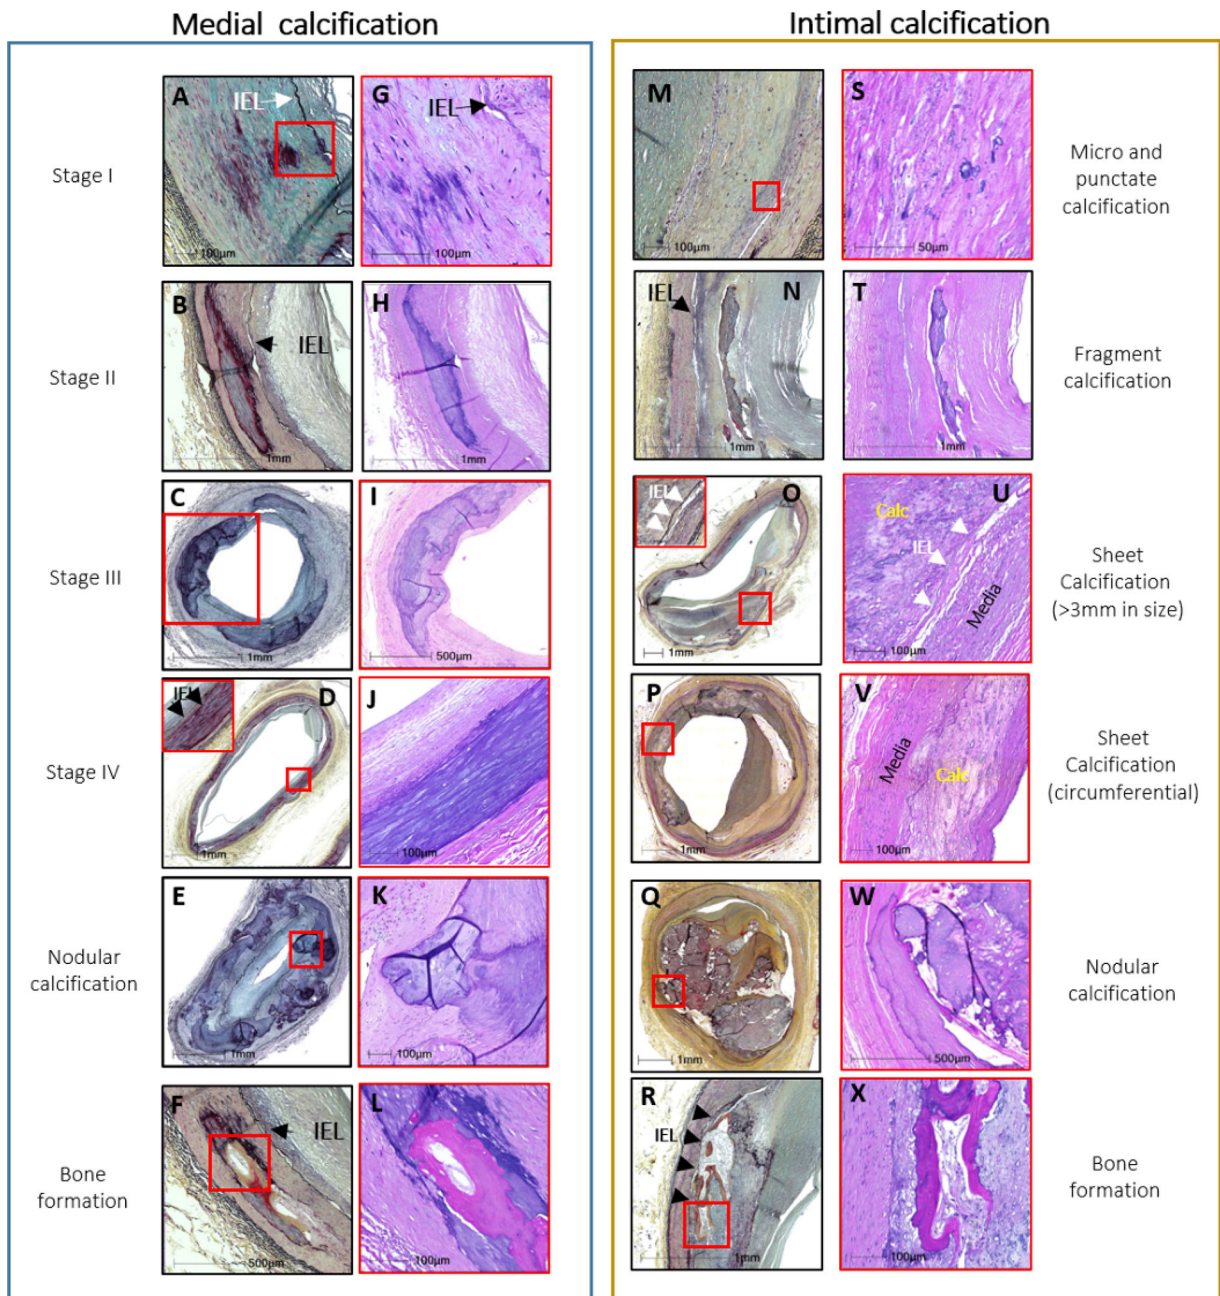 Medial calcification
Stage I
A
IEL
100µm
G
IEL
100µm
Stage II
B
IEL
1mm
H
1mm
Stage III
C
1mm
I
500µm
Stage IV
IEL
D
1mm
J
100µm
Nodular
calcification
E
1mm
K
100µm
Bone
formation
F
IEL
500µm
L
100µm
Intimal calcification
M
100µm
S
50µm
Micro and
punctate
calcification
IEL
N
1mm
T
1mm
Fragment
calcification
IEL
O
1mm
Calc
U
IEL
Media
100µm
Sheet
Calcification
(>3mm in size)
P
1mm
V
Media
Calc
100µm
Sheet
Calcification
(circumferential)
Q
1mm
W
500µm
Nodular
calcification
R
IEL
1mm
X
100µm
Bone
formation